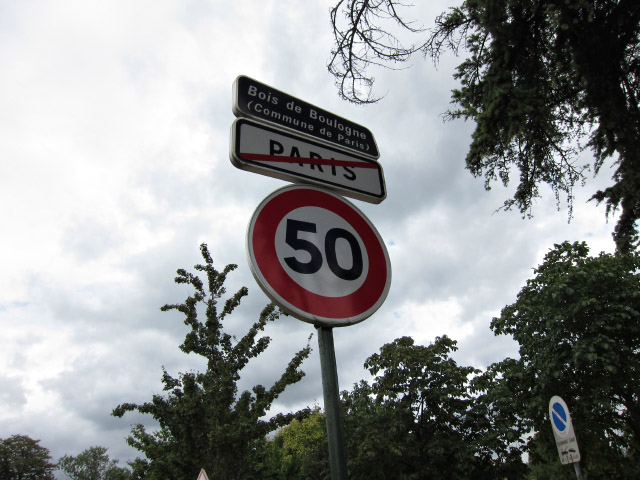 Bois de Boulogne
(Commune de Paris)
PARIS
50